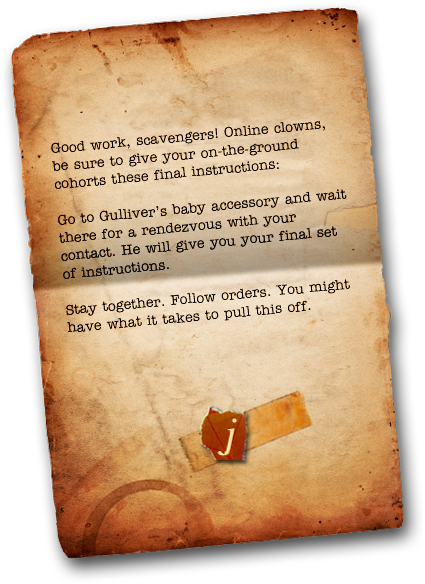 Good work, scavengers! Online clowns,
be sure to give your on-the-ground
cohorts these final instructions:
Go to Gulliver's baby accessory and wait
there for a rendezvous with your
contact. He will give you your final set
of instructions.
Stay together. Follow orders. You might
have what it takes to pull this off.
j